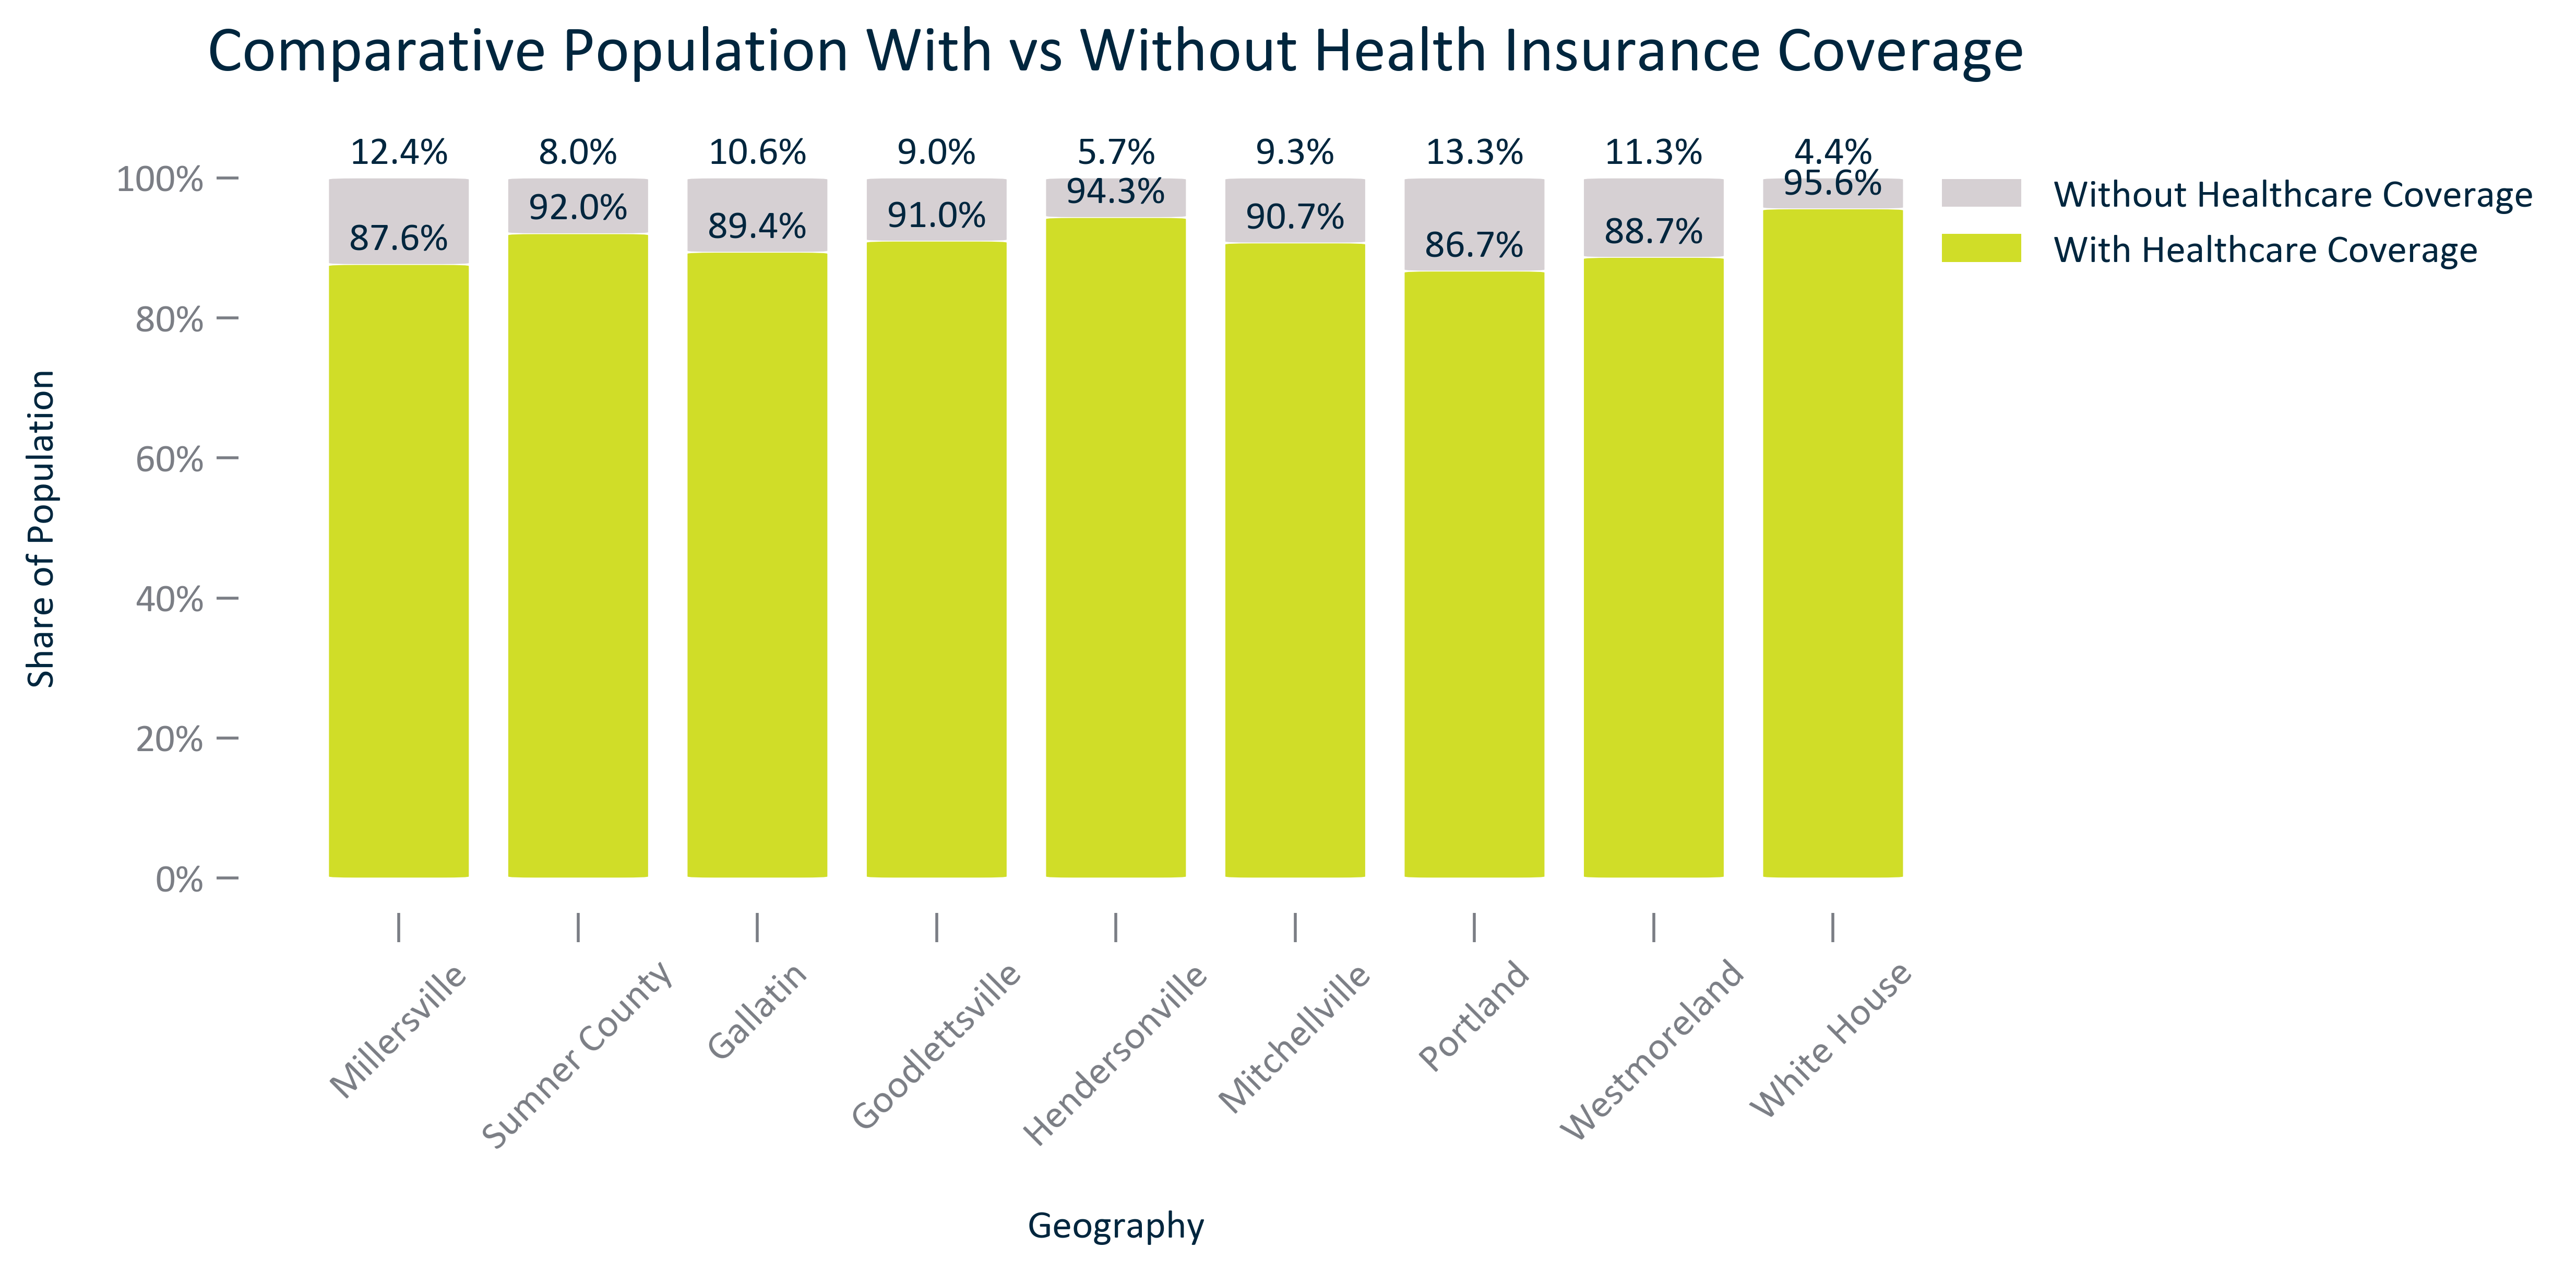 Comparative Population With vs Without Health Insurance Coverage
12.4% 8.0% 10.6% 9.0% 5.7% 9.3% 13.3% 11.3% 4.4%
87.6% 92.0% 89.4% 91.0% 94.3% 90.7% 86.7% 88.7% 95.6%
Without Healthcare Coverage
With Healthcare Coverage
100%
80%
60%
40%
20%
0%
Share of Population
Millersville
Sumner County
Gallatin
Goodlettsville
Hendersonville
Mitchellville
Portland
Westmoreland
White House
Geography